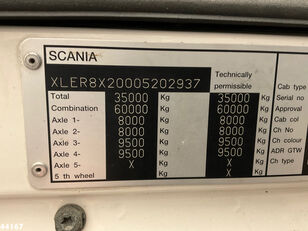 SCANIA
XLER8X20005202937
Technically
permissible
Total 35000 Kg 35000 Kg
Combination 60000 Kg 60000 Kg
Axle 1- 8000 Kg 8000 Kg
Axle 2- 8000 Kg 8000 Kg
Axle 3- 9500 Kg 9500 Kg
Axle 4- 9500 Kg 9500 Kg
Axle 5- X Kg X Kg
5 th wheel X Kg X Kg
Cab type
Serial no
Approval
Cab col
Ch No
Ch colour
ADR GTW
44167